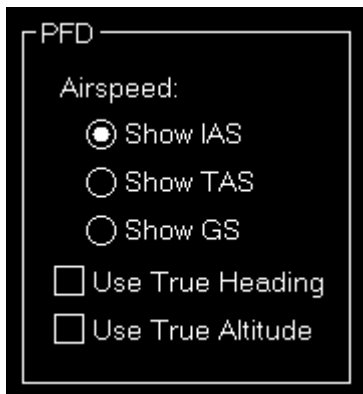 PFD
Airspeed:
Show IAS
Show TAS
Show GS
Use True Heading
Use True Altitude